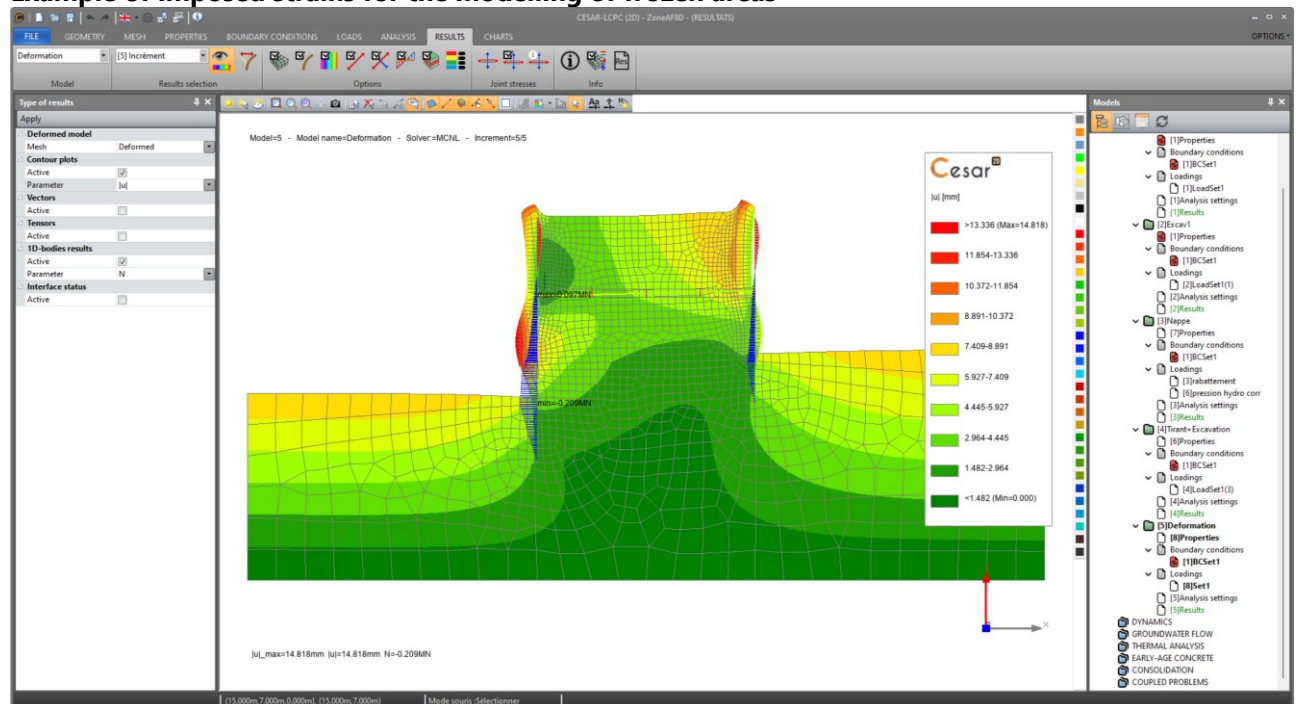 Example of imposed strains for the modelling of frozen areas
CESAR-LCPC (2D) - ZoneAFIID - (RESULTATS)
FILE GEOMETRY MESH PROPERTIES BOUNDARY CONDITIONS LOADS ANALYSIS RESULTS CHARTS OPTIONS
Deformation [5] Incrément
Res
Model Results selection Options Joint stresses Info
Type of results
Apply
Deformed model
Mesh Deformed
Contour plots
Active
Parameter |u|
Vectors
Active
Tensors
Active
1D-bodies results
Active
Parameter N
Interface status
Active
Model=5 - Model name=Deformation - Solver:=MCNL - Increment=5/5
max=0.097MN
min=-0.209MN
Cesar 2D
|u| [mm]
>13.336 (Max=14.818)
11.854-13.336
10.372-11.854
8.891-10.372
7.409-8.891
5.927-7.409
4.445-5.927
2.964-4.445
1.482-2.964
<1.482 (Min=0.000)
X
|u|_max=14.818mm |u|=14.818mm N=-0.209MN
Models
[1]Properties
Boundary conditions
[1]BCSet1
Loadings
[1]LoadSet1
[1]Analysis settings
[1]Results
[2]Excav1
[1]Properties
Boundary conditions
[1]BCSet1
Loadings
[2]LoadSet1(1)
[2]Analysis settings
[2]Results
[3]Nappe
[7]Properties
Boundary conditions
[1]BCSet1
Loadings
[3]rabattement
[6]pression hydro corr
[3]Analysis settings
[3]Results
[4]Tirant+Excavation
[6]Properties
Boundary conditions
[1]BCSet1
Loadings
[4]LoadSet1(3)
[4]Analysis settings
[4]Results
[5]Deformation
[8]Properties
Boundary conditions
[1]BCSet1
Loadings
[8]Set1
[5]Analysis settings
[5]Results
DYNAMICS
GROUNDWATER FLOW
THERMAL ANALYSIS
EARLY-AGE CONCRETE
CONSOLIDATION
COUPLED PROBLEMS
(15.000m,7.000m,0.000m), (15.000m,7.000m) Mode souris :Sélectionner